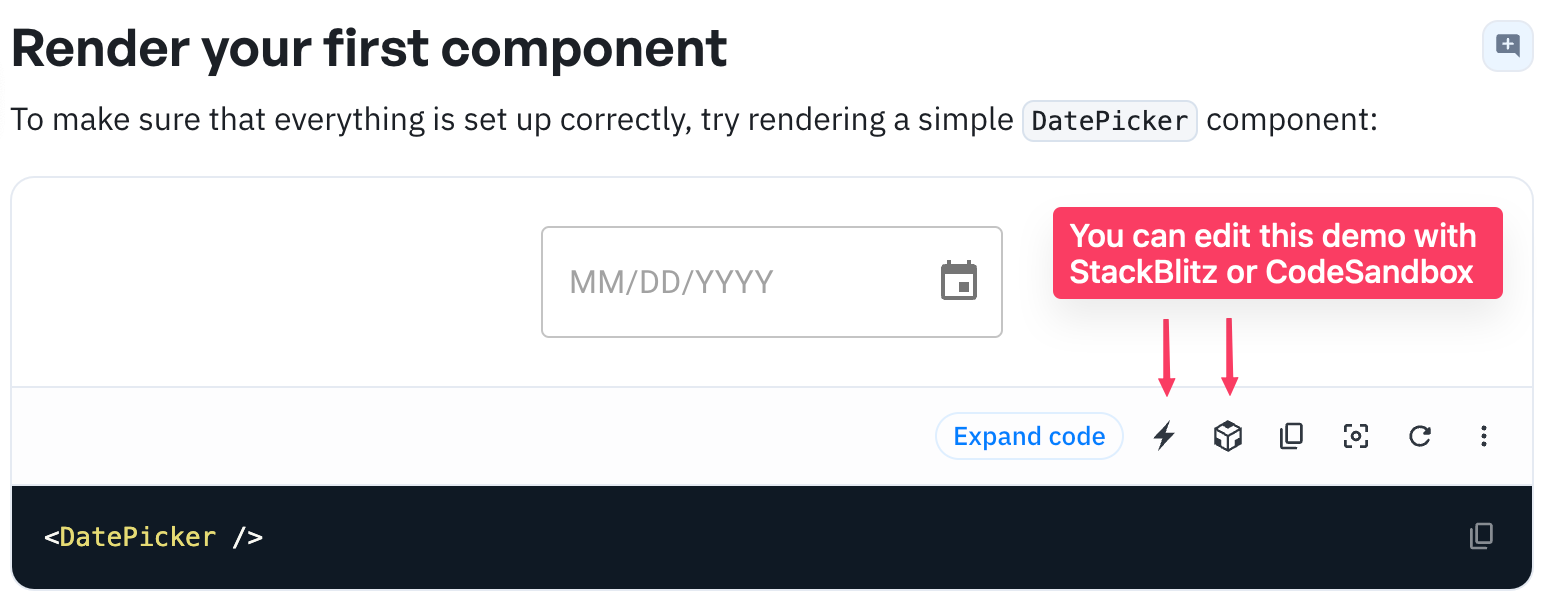 Render your first component
To make sure that everything is set up correctly, try rendering a simple DatePicker component:
You can edit this demo with
StackBlitz or CodeSandbox
MM/DD/YYYY
Expand code
<DatePicker />